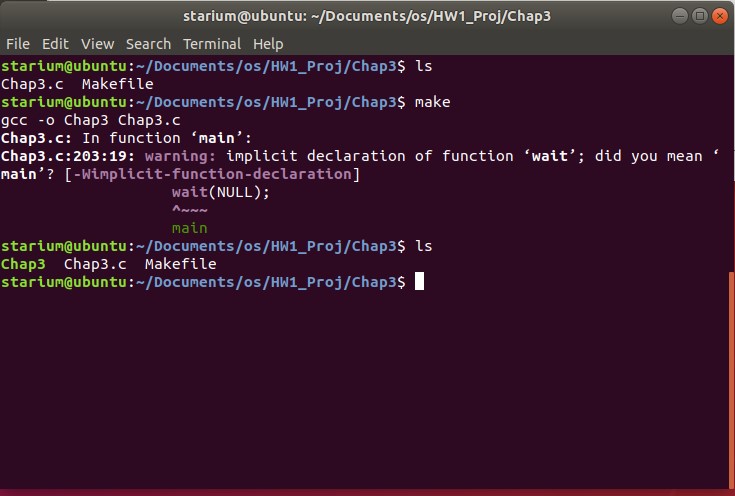 starium@ubuntu: ~/Documents/os/HW1_Proj/Chap3
File Edit View Search Terminal Help
starium@ubuntu:~/Documents/os/HW1_Proj/Chap3$ ls
Chap3.c  Makefile
starium@ubuntu:~/Documents/os/HW1_Proj/Chap3$ make
gcc -o Chap3 Chap3.c
Chap3.c: In function ‘main’:
Chap3.c:203:19: warning: implicit declaration of function ‘wait’; did you mean ‘
main’? [-Wimplicit-function-declaration]
                   wait(NULL);
                   ^~~~
                   main
starium@ubuntu:~/Documents/os/HW1_Proj/Chap3$ ls
Chap3  Chap3.c  Makefile
starium@ubuntu:~/Documents/os/HW1_Proj/Chap3$